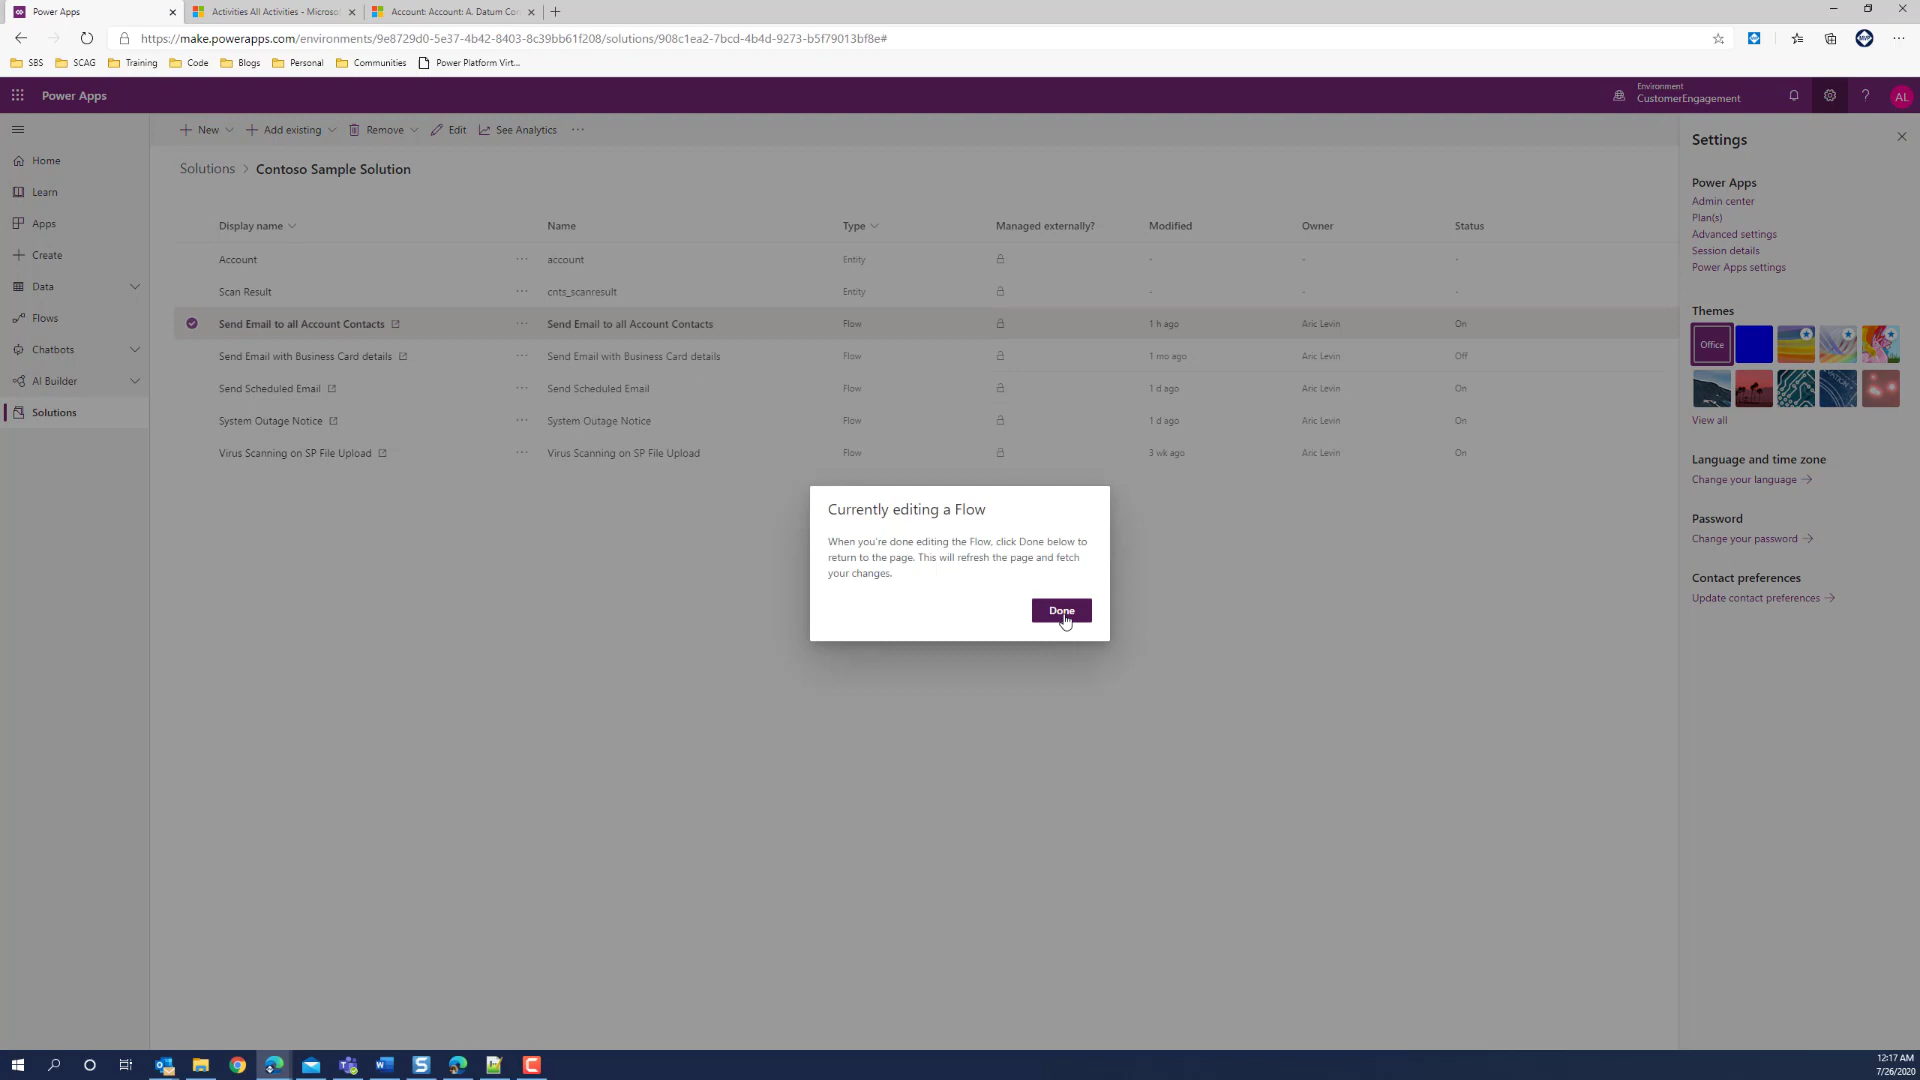 Power Apps
Activities All Activities - Microso
Account: Account: A. Datum Co
https://make.powerapps.com/environments/9e8729d0-5e37-4b42-8403-8c39bb61f208/solutions/908c1ea2-7bcd-4b4d-9273-b5f79013bf8e#
SBS
SCAG
Training
Code
Blogs
Personal
Communities
Power Platform Virt...
Power Apps
Environment
CustomerEngagement
?
AL
New
Add existing
Remove
Edit
See Analytics
...
Home
Learn
Apps
Create
Data
Flows
Chatbots
AI Builder
Solutions
Solutions > Contoso Sample Solution
Display name Name Type Managed externally? Modified Owner Status
Account ... account Entity - - -
Scan Result ... cnts_scanresult Entity - - -
Send Email to all Account Contacts ... Send Email to all Account Contacts Flow 1 h ago Aric Levin On
Send Email with Business Card details ... Send Email with Business Card details Flow 1 mo ago Aric Levin Off
Send Scheduled Email ... Send Scheduled Email Flow 1 d ago Aric Levin On
System Outage Notice ... System Outage Notice Flow 1 d ago Aric Levin On
Virus Scanning on SP File Upload ... Virus Scanning on SP File Upload Flow 3 wk ago Aric Levin On
Currently editing a Flow
When you're done editing the Flow, click Done below to
return to the page. This will refresh the page and fetch
your changes.
Done
Settings
Power Apps
Admin center
Plan(s)
Advanced settings
Session details
Power Apps settings
Themes
Office
View all
Language and time zone
Change your language
Password
Change your password
Contact preferences
Update contact preferences
12:17 AM
7/26/2020